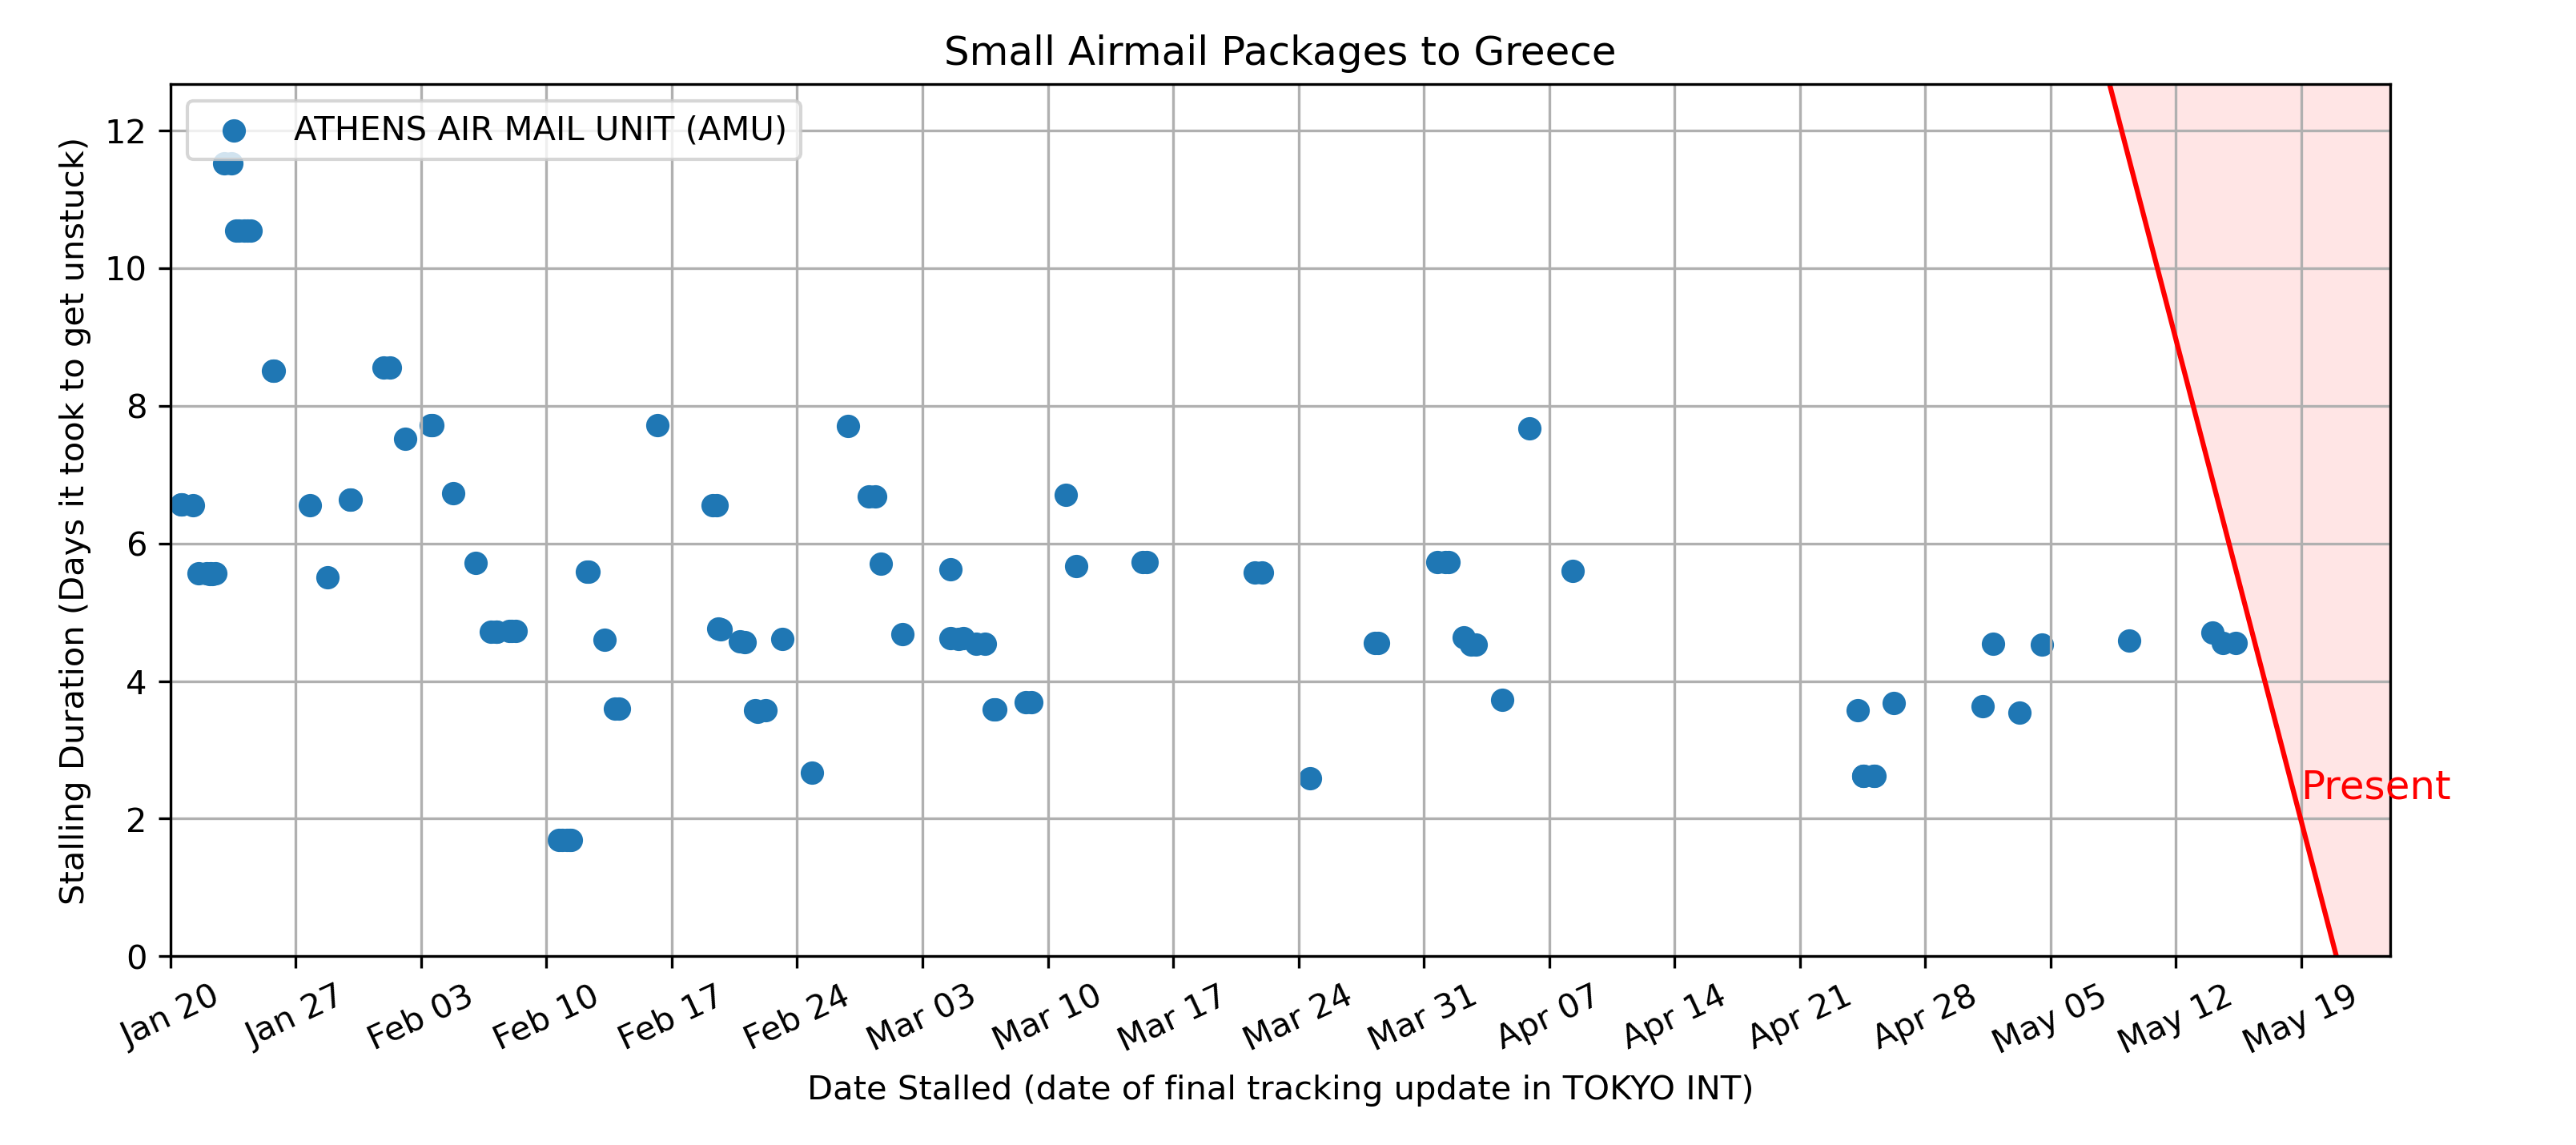 Small Airmail Packages to Greece
ATHENS AIR MAIL UNIT (AMU)
Stalling Duration (Days it took to get unstuck)
12
10
8
6
4
2
0
Present
Jan 20 Jan 27 Feb 03 Feb 10 Feb 17 Feb 24 Mar 03 Mar 10 Mar 17 Mar 24 Mar 31 Apr 07 Apr 14 Apr 21 Apr 28 May 05 May 12 May 19
Date Stalled (date of final tracking update in TOKYO INT)